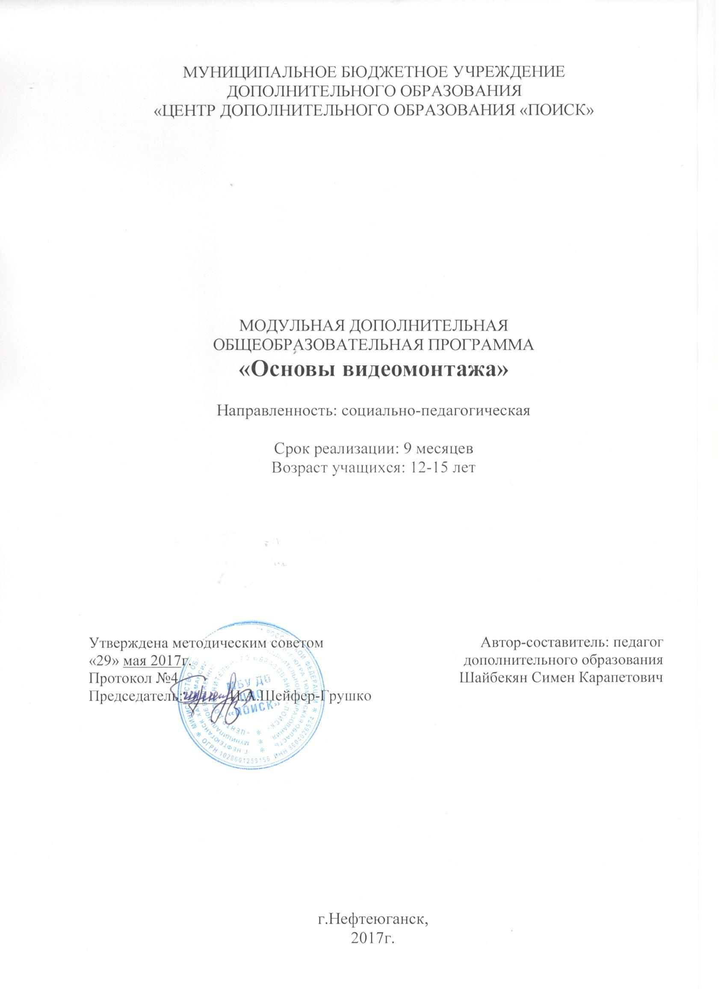 МУНИЦИПАЛЬНОЕ БЮДЖЕТНОЕ УЧРЕЖДЕНИЕ
ДОПОЛНИТЕЛЬНОГО ОБРАЗОВАНИЯ
«ЦЕНТР ДОПОЛНИТЕЛЬНОГО ОБРАЗОВАНИЯ «ПОИСК»
МОДУЛЬНАЯ ДОПОЛНИТЕЛЬНАЯ
ОБЩЕОБРАЗОВАТЕЛЬНАЯ ПРОГРАММА
«Основы видеомонтажа»
Направленность: социально-педагогическая
Срок реализации: 9 месяцев
Возраст учащихся: 12-15 лет
Утверждена методическим советом
«29» мая 2017г.
Протокол №4
Председатель: Шейфер-Грушко
Автор-составитель: педагог
дополнительного образования
Шайбекян Симен Карапетович
МБУ ДО
ЦДО
«ПОИСК»
ОГРН 1028601259156 ИНН 8604026574
г.Нефтеюганск,
2017г.